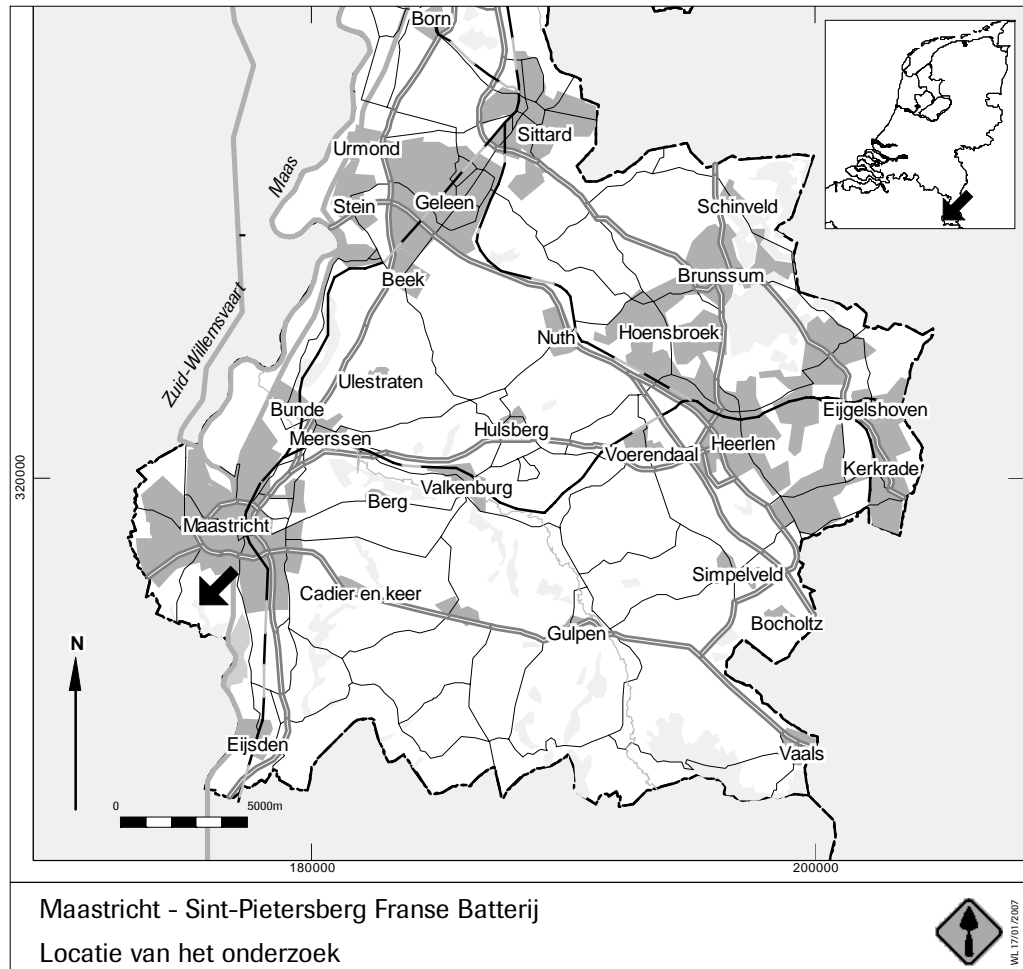 Born
Sittard
Urmond
Maas
Stein
Geleen
Schinveld
Beek
Brunssum
Zuid-Willemsvaart
Nuth
Hoensbroek
Ulestraten
Bunde
Meerssen
Hulsberg
Eijgelshoven
Voerendaal
Heerlen
Kerkrade
320000
Valkenburg
Berg
Maastricht
Simpelveld
Cadier en keer
Bocholtz
Gulpen
N
Eijsden
Vaals
0 5000m
180000 200000
Maastricht - Sint-Pietersberg Franse Batterij
Locatie van het onderzoek
WL 17/01/2007